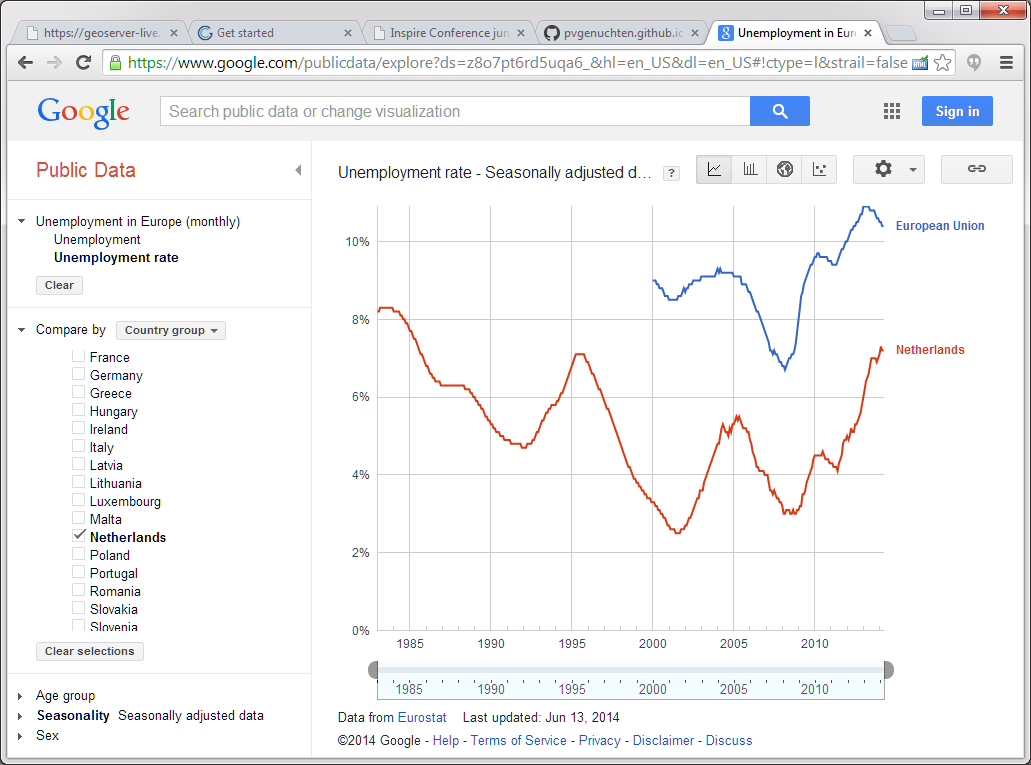 https://geoserver-live.
Get started
Inspire Conference jun
pvgenuchten.github.io
Unemployment in Euro
https://www.google.com/publicdata/explore?ds=z8o7pt6rd5uqa6_&hl=en_US&dl=en_US#!ctype=l&strail=false
Google
Search public data or change visualization
Sign in
Public Data
Unemployment in Europe (monthly)
Unemployment
Unemployment rate
Clear
Compare by
Country group
France
Germany
Greece
Hungary
Ireland
Italy
Latvia
Lithuania
Luxembourg
Malta
Netherlands
Poland
Portugal
Romania
Slovakia
Slovenia
Clear selections
Age group
Seasonality Seasonally adjusted data
Sex
Unemployment rate - Seasonally adjusted d... ?
10%
8%
6%
4%
2%
0%
European Union
Netherlands
1985 1990 1995 2000 2005 2010
1985 1990 1995 2000 2005 2010
Data from Eurostat Last updated: Jun 13, 2014
©2014 Google - Help - Terms of Service - Privacy - Disclaimer - Discuss